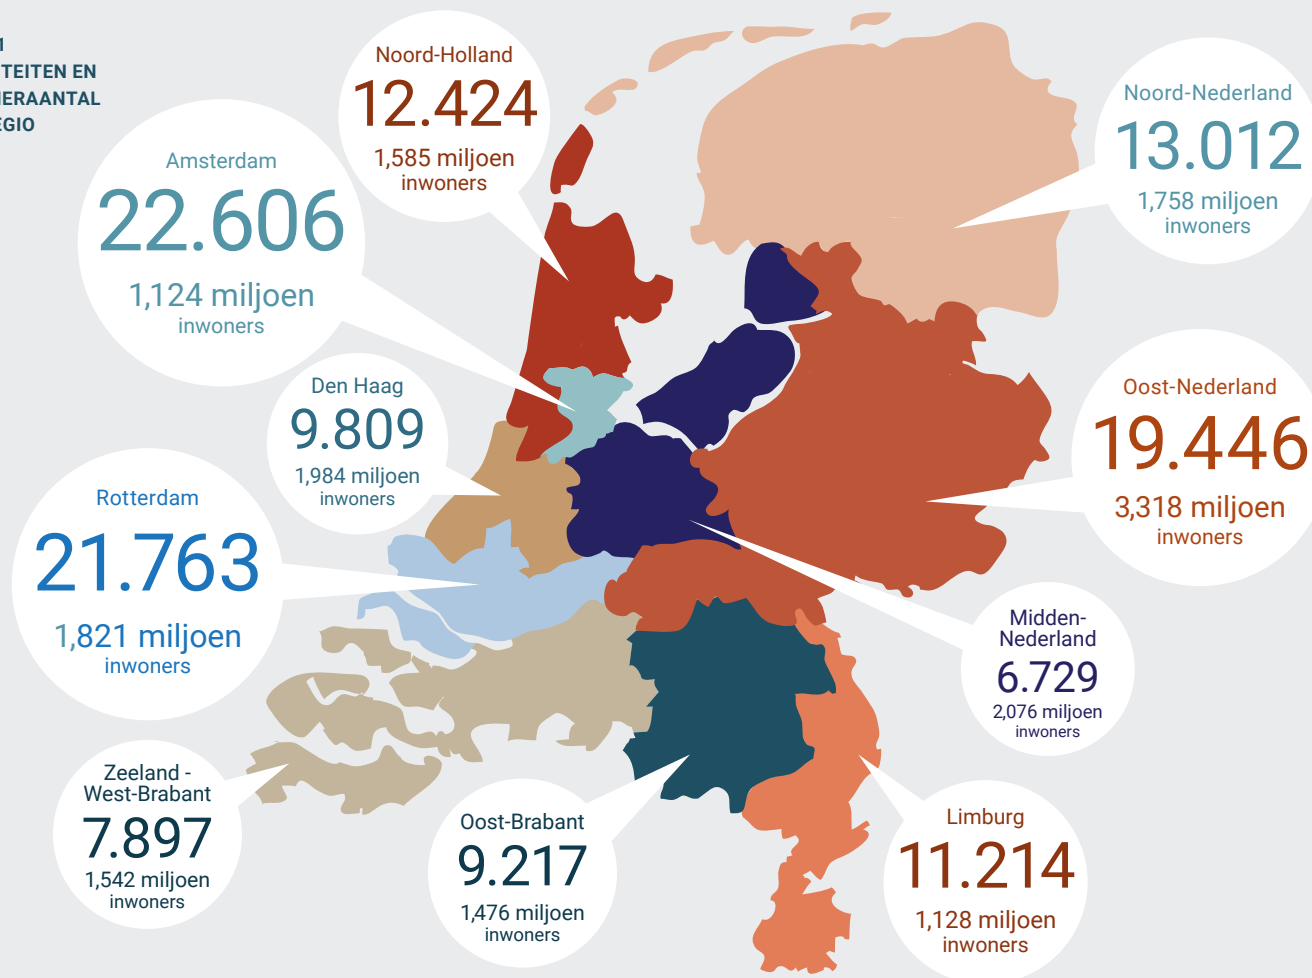 TEITEN EN
Noord-Holland
12.424
1,585 miljoen
inwoners
Noord-Nederland
13.012
1,758 miljoen
inwoners
Amsterdam
22.606
1,124 miljoen
inwoners
Den Haag
9.809
1,984 miljoen
inwoners
Oost-Nederland
19.446
3,318 miljoen
inwoners
Rotterdam
21.763
1,821 miljoen
inwoners
Midden-
Nederland
6.729
2,076 miljoen
inwoners
Zeeland -
West-Brabant
7.897
1,542 miljoen
inwoners
Oost-Brabant
9.217
1,476 miljoen
inwoners
Limburg
11.214
1,128 miljoen
inwoners